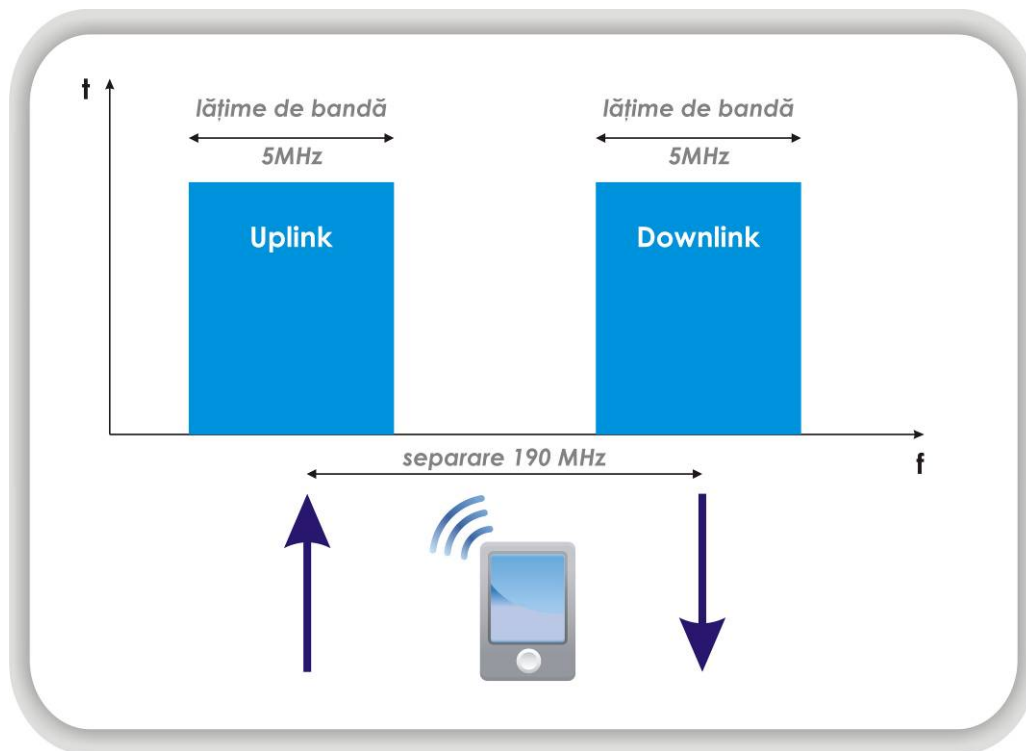 t
lățime de bandă
5MHz
lățime de bandă
5MHz
Uplink
Downlink
separare 190 MHz
f